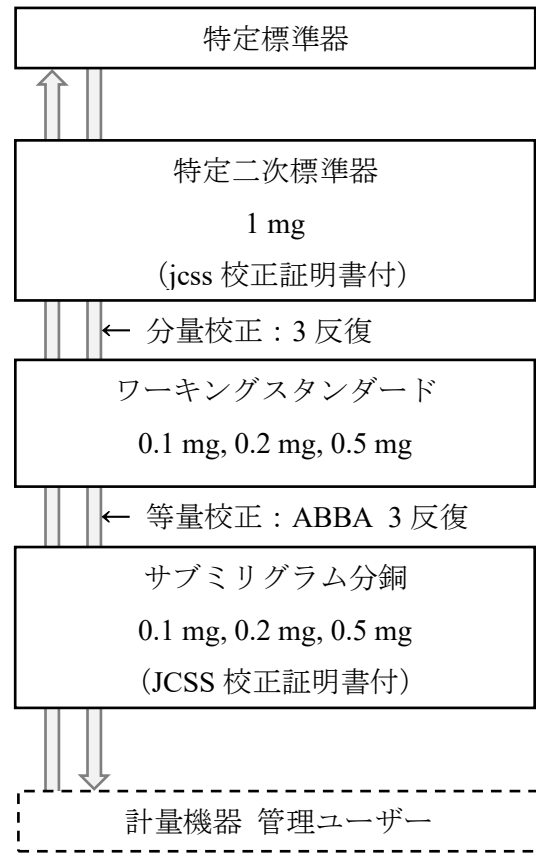 特定標準器
特定二次標準器
1 mg
（jcss 校正証明書付）
← 分量校正：3 反復
ワーキングスタンダード
0.1 mg, 0.2 mg, 0.5 mg
← 等量校正：ABBA 3 反復
サブミリグラム分銅
0.1 mg, 0.2 mg, 0.5 mg
（JCSS 校正証明書付）
計量機器 管理ユーザー